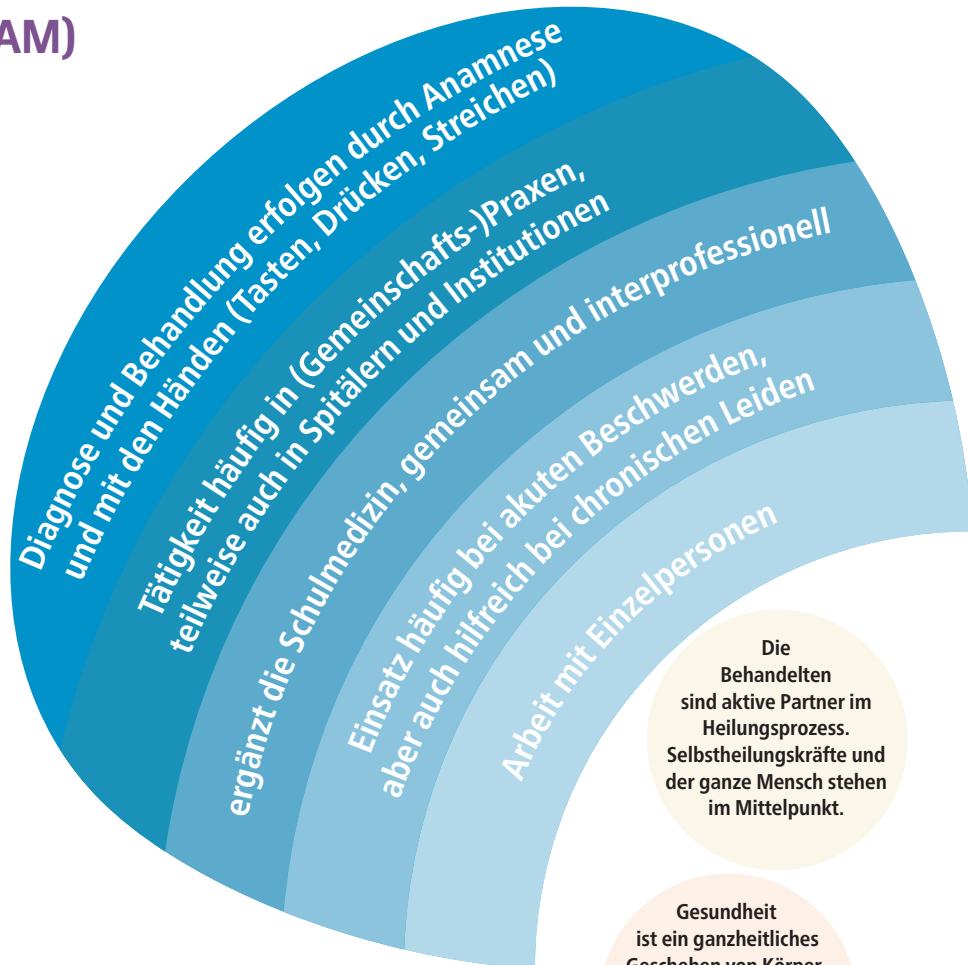 AM)
Diagnose und Behandlung erfolgen durch Anamnese
und mit den Händen (Tasten, Drücken, Streichen)
Tätigkeit häufig in (Gemeinschafts-)Praxen,
teilweise auch in Spitälern und Institutionen
ergänzt die Schulmedizin, gemeinsam und interprofessionell
Einsatz häufig bei akuten Beschwerden,
aber auch hilfreich bei chronischen Leiden
Arbeit mit Einzelpersonen
Die
Behandelten
sind aktive Partner im
Heilungsprozess.
Selbstheilungskräfte und
der ganze Mensch stehen
im Mittelpunkt.
Gesundheit
ist ein ganzheitliches
Geschehen von Körper